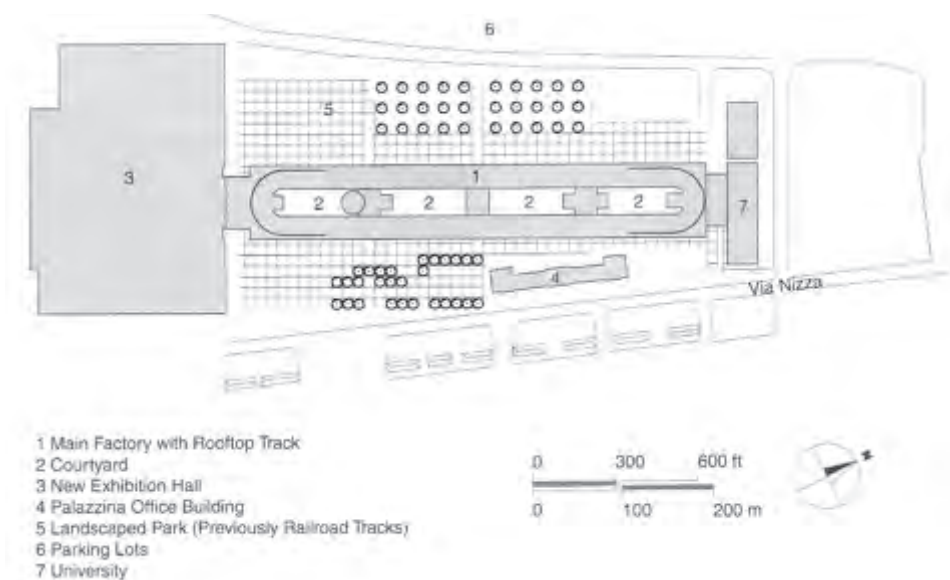 6
5
3
1
2 2 2 2
7
4
Via Nizza
1 Main Factory with Rooftop Track
2 Courtyard
3 New Exhibition Hall
4 Palazzina Office Building
5 Landscaped Park (Previously Railroad Tracks)
6 Parking Lots
7 University
0 300 600 ft
0 100 200 m
N